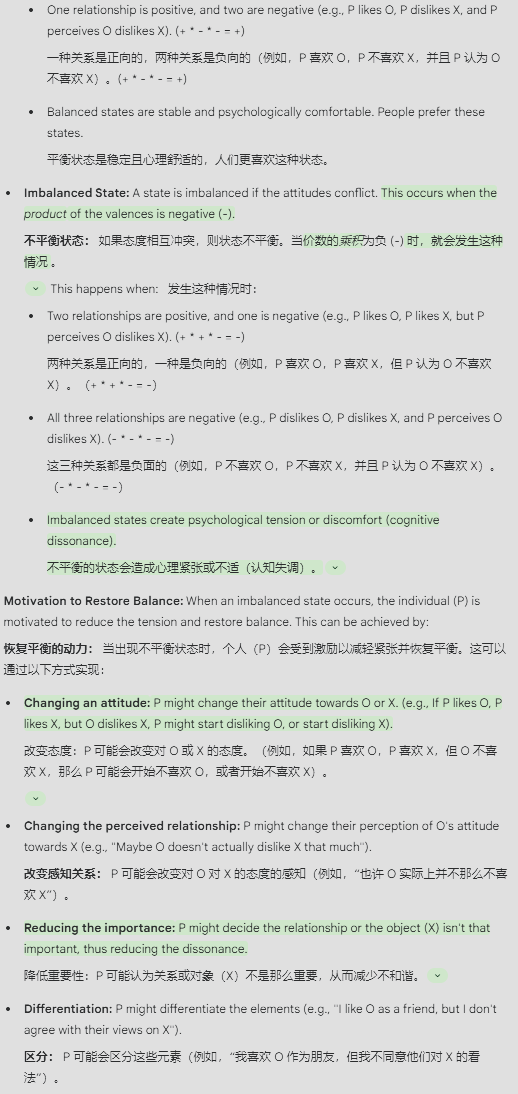 • One relationship is positive, and two are negative (e.g., P likes O, P dislikes X, and P
perceives O dislikes X). (+ * - * - = +)
一种关系是正向的，两种关系是负向的（例如，P 喜欢 O，P 不喜欢 X，并且 P 认为 O
不喜欢 X）。(+ * - * - = +)
• Balanced states are stable and psychologically comfortable. People prefer these
states.
平衡状态是稳定且心理舒适的，人们更喜欢这种状态。
• Imbalanced State: A state is imbalanced if the attitudes conflict. This occurs when the
product of the valences is negative (-).
不平衡状态： 如果态度相互冲突，则状态不平衡。当价数的乘积为负 (-) 时，就会发生这种
情况 。
This happens when: 发生这种情况时：
• Two relationships are positive, and one is negative (e.g., P likes O, P likes X, but P
perceives O dislikes X). (+ * + * - = -)
两种关系是正向的，一种是负向的（例如，P 喜欢 O，P 喜欢 X，但 P 认为 O 不喜欢
X）。 （+ * + * - = -）
• All three relationships are negative (e.g., P dislikes O, P dislikes X, and P perceives O
dislikes X). (- * - * - = -)
这三种关系都是负面的（例如，P 不喜欢 O，P 不喜欢 X，并且 P 认为 O 不喜欢 X）。
（- * - * - = -）
• Imbalanced states create psychological tension or discomfort (cognitive
dissonance).
不平衡的状态会造成心理紧张或不适（认知失调）。
Motivation to Restore Balance: When an imbalanced state occurs, the individual (P) is
motivated to reduce the tension and restore balance. This can be achieved by:
恢复平衡的动力： 当出现不平衡状态时，个人（P）会受到激励以减轻紧张并恢复平衡。这可以
通过以下方式实现：
• Changing an attitude: P might change their attitude towards O or X. (e.g., If P likes O, P
likes X, but O dislikes X, P might start disliking O, or start disliking X).
改变态度：P 可能会改变对 O 或 X 的态度。（例如，如果 P 喜欢 O，P 喜欢 X，但 O 不喜
欢 X，那么 P 可能会开始不喜欢 O，或者开始不喜欢 X）。
• Changing the perceived relationship: P might change their perception of O's attitude
towards X (e.g., "Maybe O doesn't actually dislike X that much").
改变感知关系： P 可能会改变对 O 对 X 的态度的感知（例如，“也许 O 实际上并不那么不喜
欢 X”）。
• Reducing the importance: P might decide the relationship or the object (X) isn't that
important, thus reducing the dissonance.
降低重要性：P 可能认为关系或对象（X）不是那么重要，从而减少不和谐。
• Differentiation: P might differentiate the elements (e.g., "I like O as a friend, but I don't
agree with their views on X").
区分： P 可能会区分这些元素（例如，“我喜欢 O 作为朋友，但我不同意他们对 X 的看
法”）。